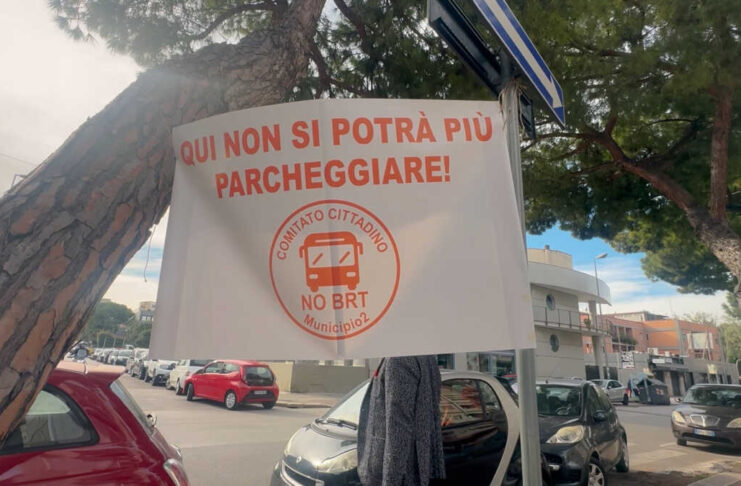 QUI NON SI POTRÀ PIÙ
PARCHEGGIARE!
COMITATO CITTADINO
NO BRT
Municipio2